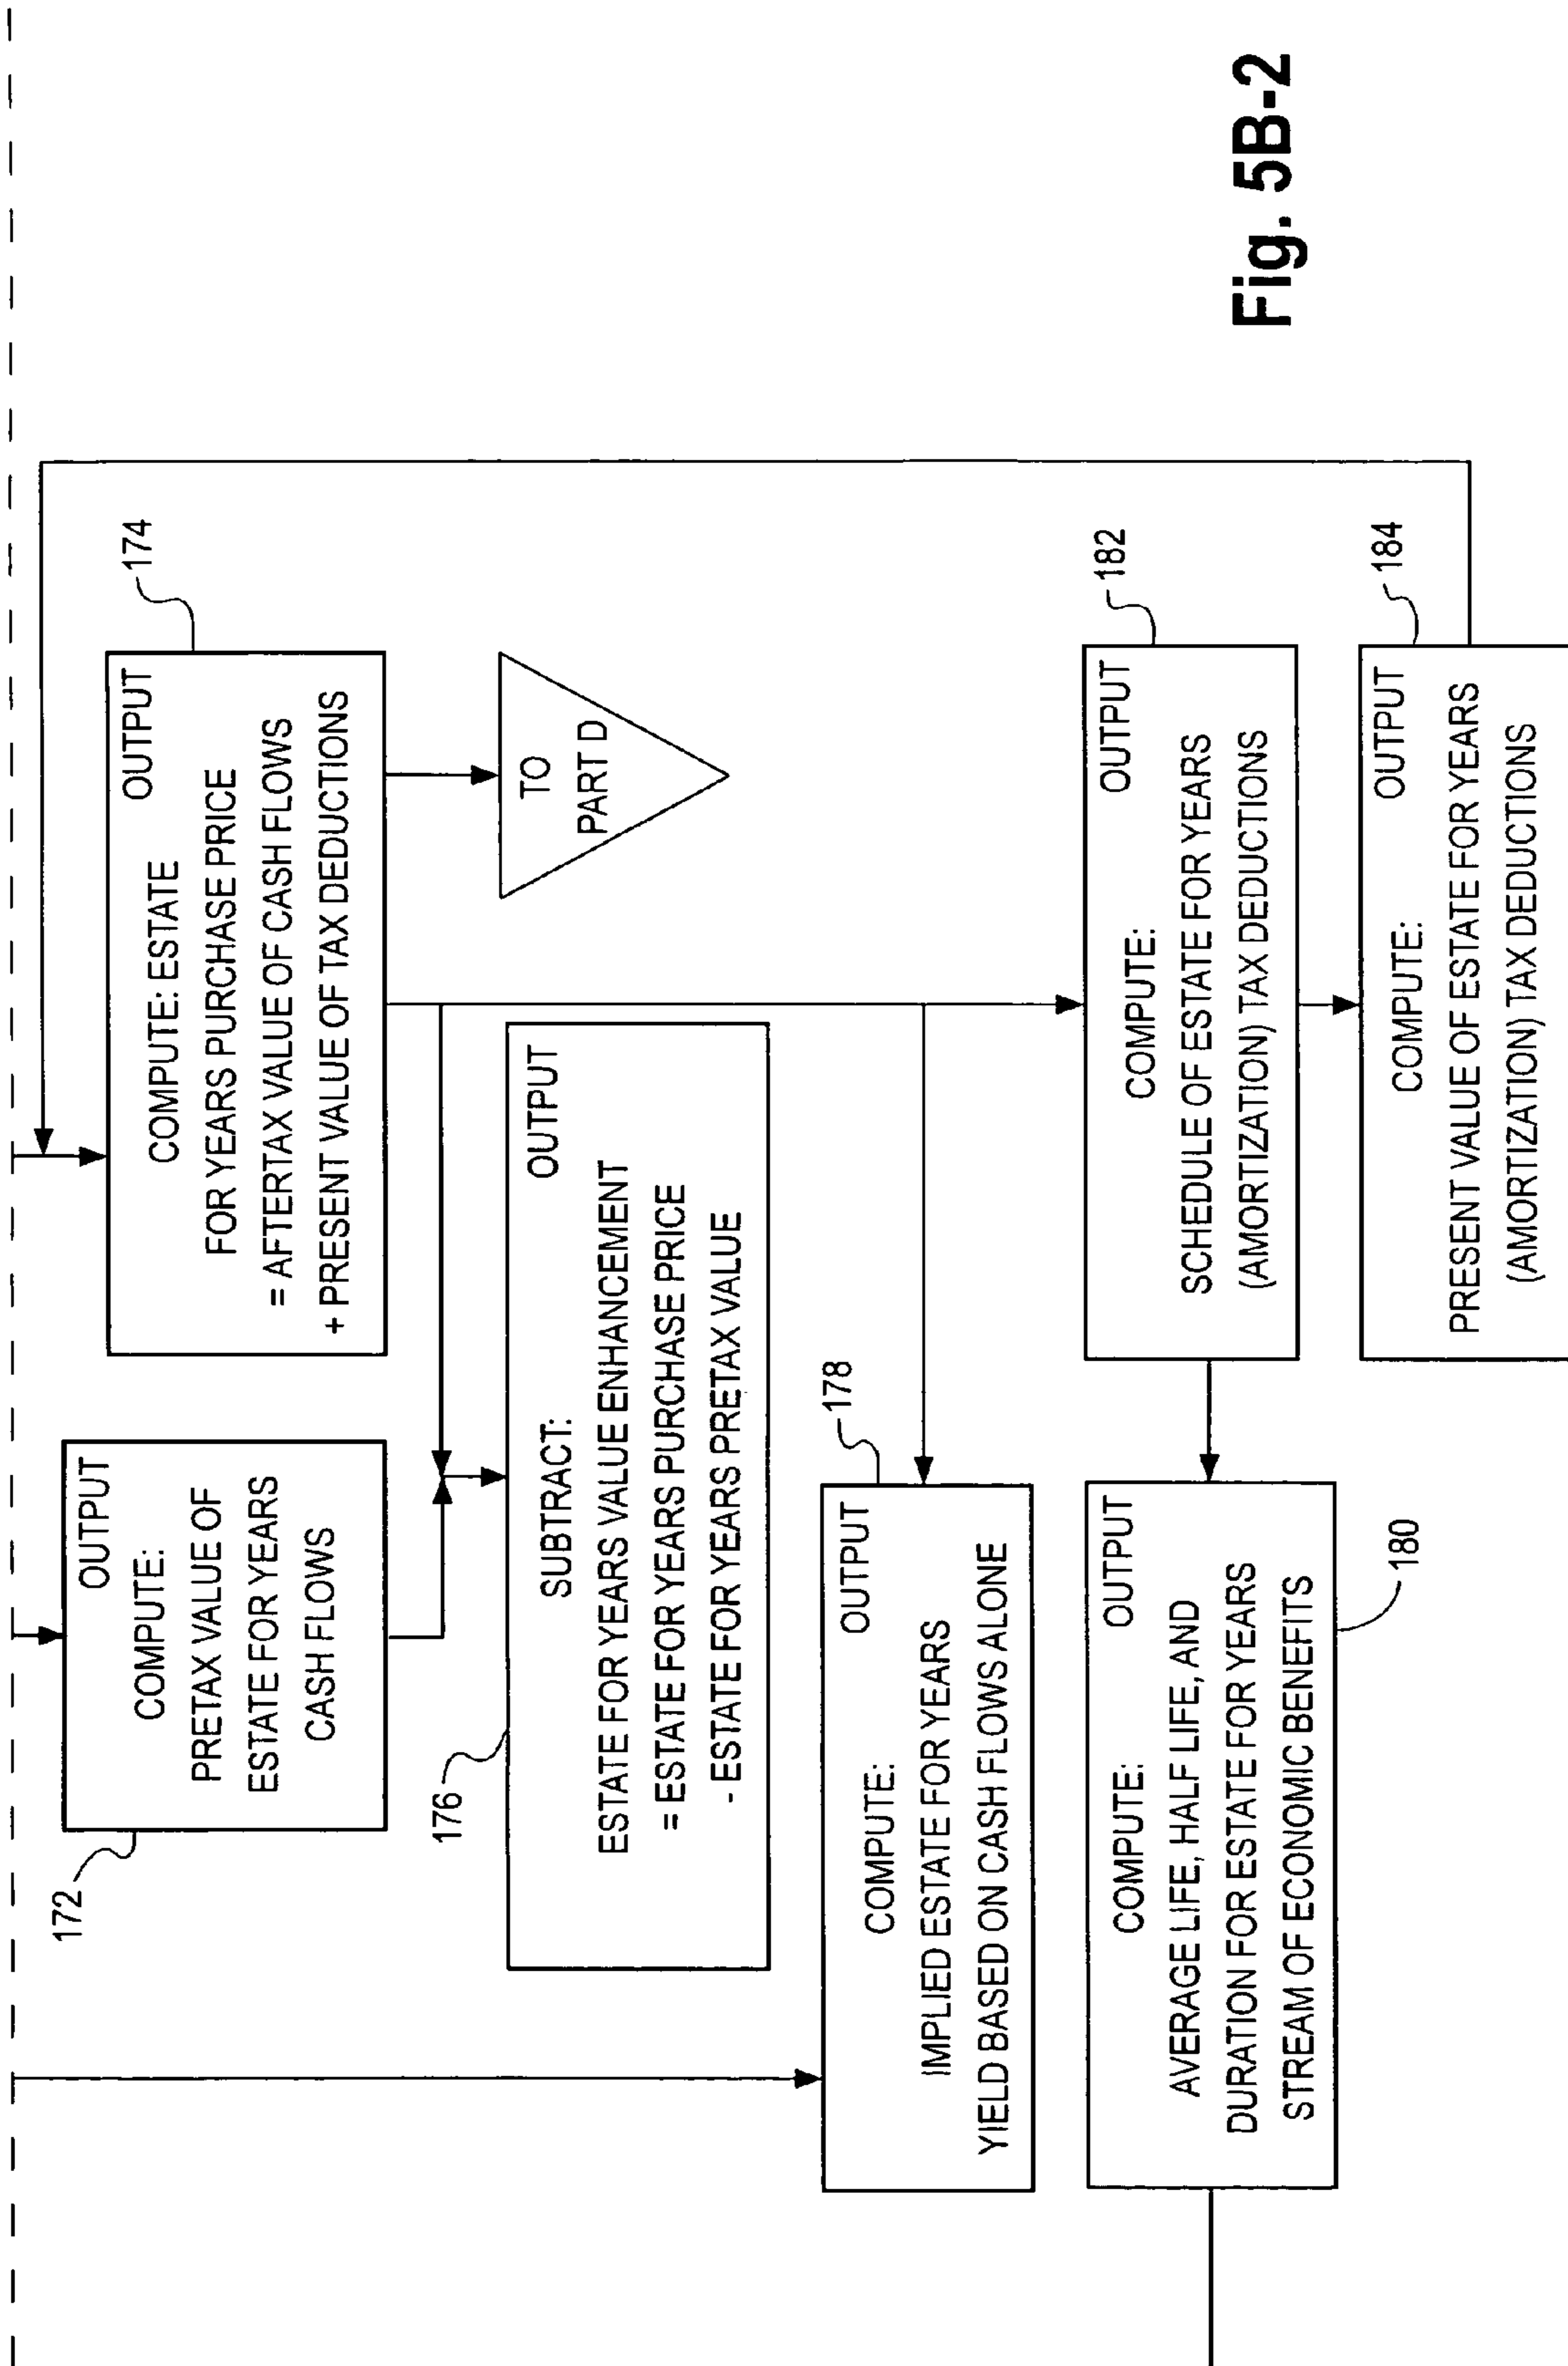 172
OUTPUT
COMPUTE:
PRETAX VALUE OF
ESTATE FOR YEARS
CASH FLOWS
174
OUTPUT
COMPUTE: ESTATE
FOR YEARS PURCHASE PRICE
= AFTERTAX VALUE OF CASH FLOWS
+ PRESENT VALUE OF TAX DEDUCTIONS
TO
PART D
176
OUTPUT
SUBTRACT:
ESTATE FOR YEARS VALUE ENHANCEMENT
= ESTATE FOR YEARS PURCHASE PRICE
- ESTATE FOR YEARS PRETAX VALUE
178
OUTPUT
COMPUTE:
IMPLIED ESTATE FOR YEARS
YIELD BASED ON CASH FLOWS ALONE
180
OUTPUT
COMPUTE:
AVERAGE LIFE, HALF LIFE, AND
DURATION FOR ESTATE FOR YEARS
STREAM OF ECONOMIC BENEFITS
182
OUTPUT
COMPUTE:
SCHEDULE OF ESTATE FOR YEARS
(AMORTIZATION) TAX DEDUCTIONS
184
OUTPUT
COMPUTE:
PRESENT VALUE OF ESTATE FOR YEARS
(AMORTIZATION) TAX DEDUCTIONS
Fig. 5B-2